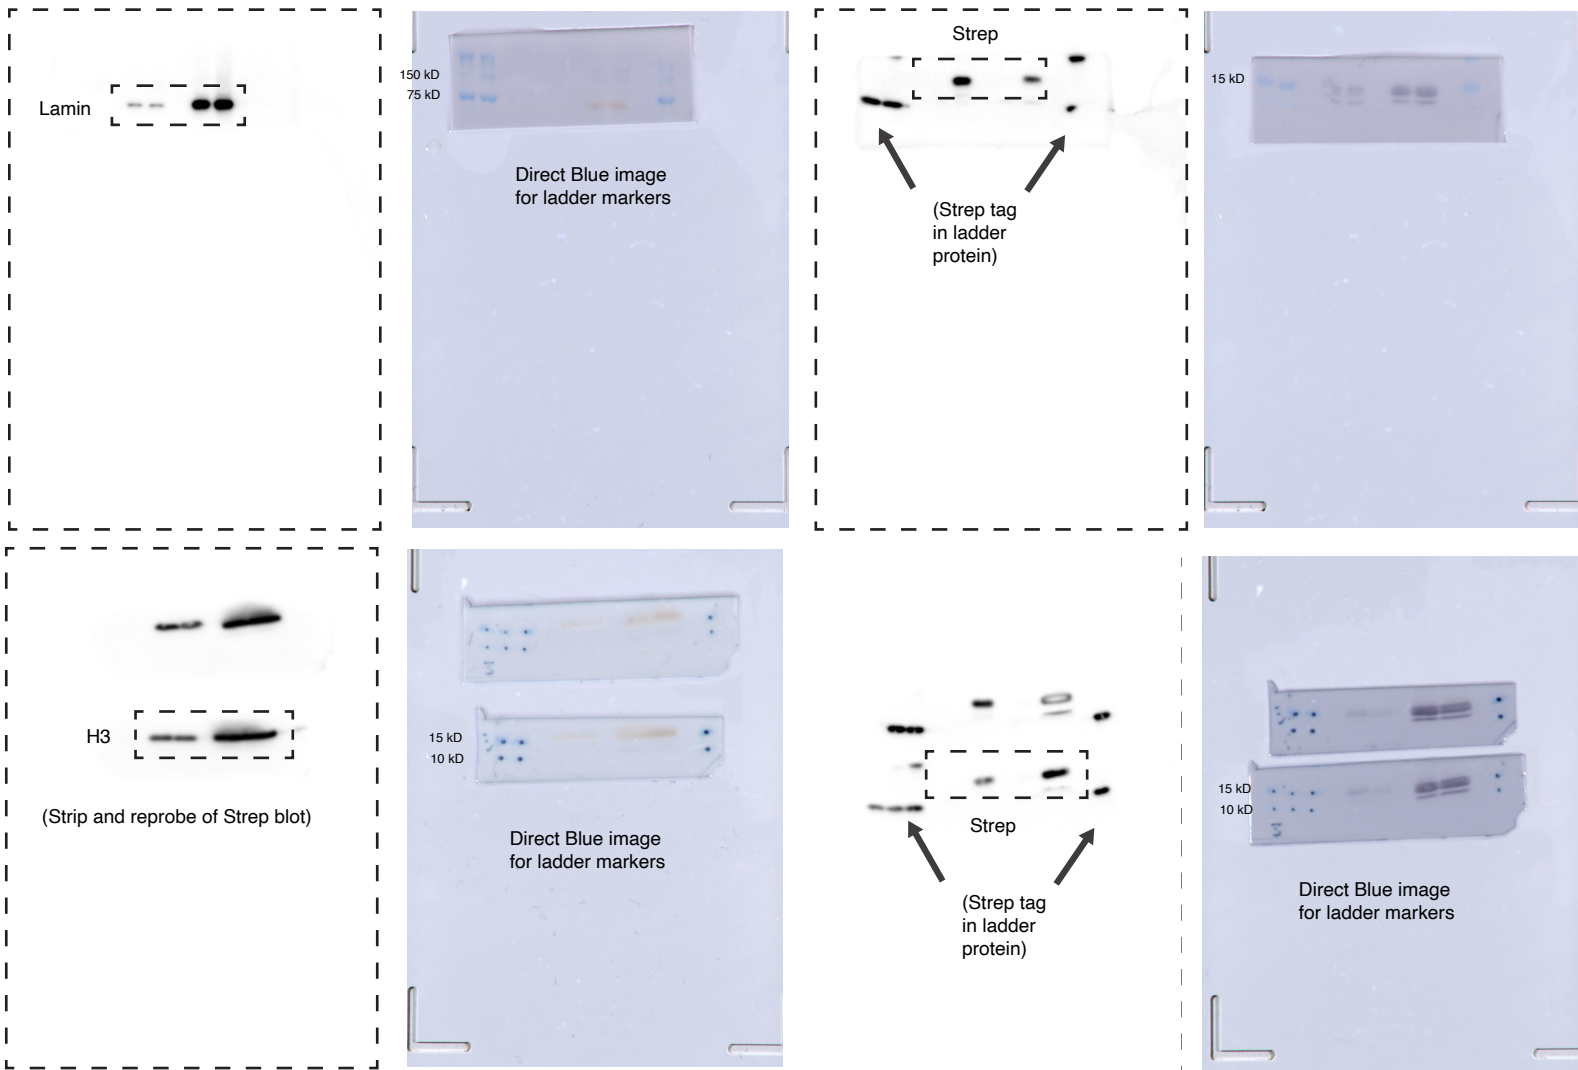 Lamin
150 kD
75 kD
Direct Blue image
for ladder markers
Strep
(Strep tag
in ladder
protein)
15 kD
H3
(Strip and reprobe of Strep blot)
15 kD
10 kD
Direct Blue image
for ladder markers
Strep
(Strep tag
in ladder
protein)
15 kD
10 kD
Direct Blue image
for ladder markers